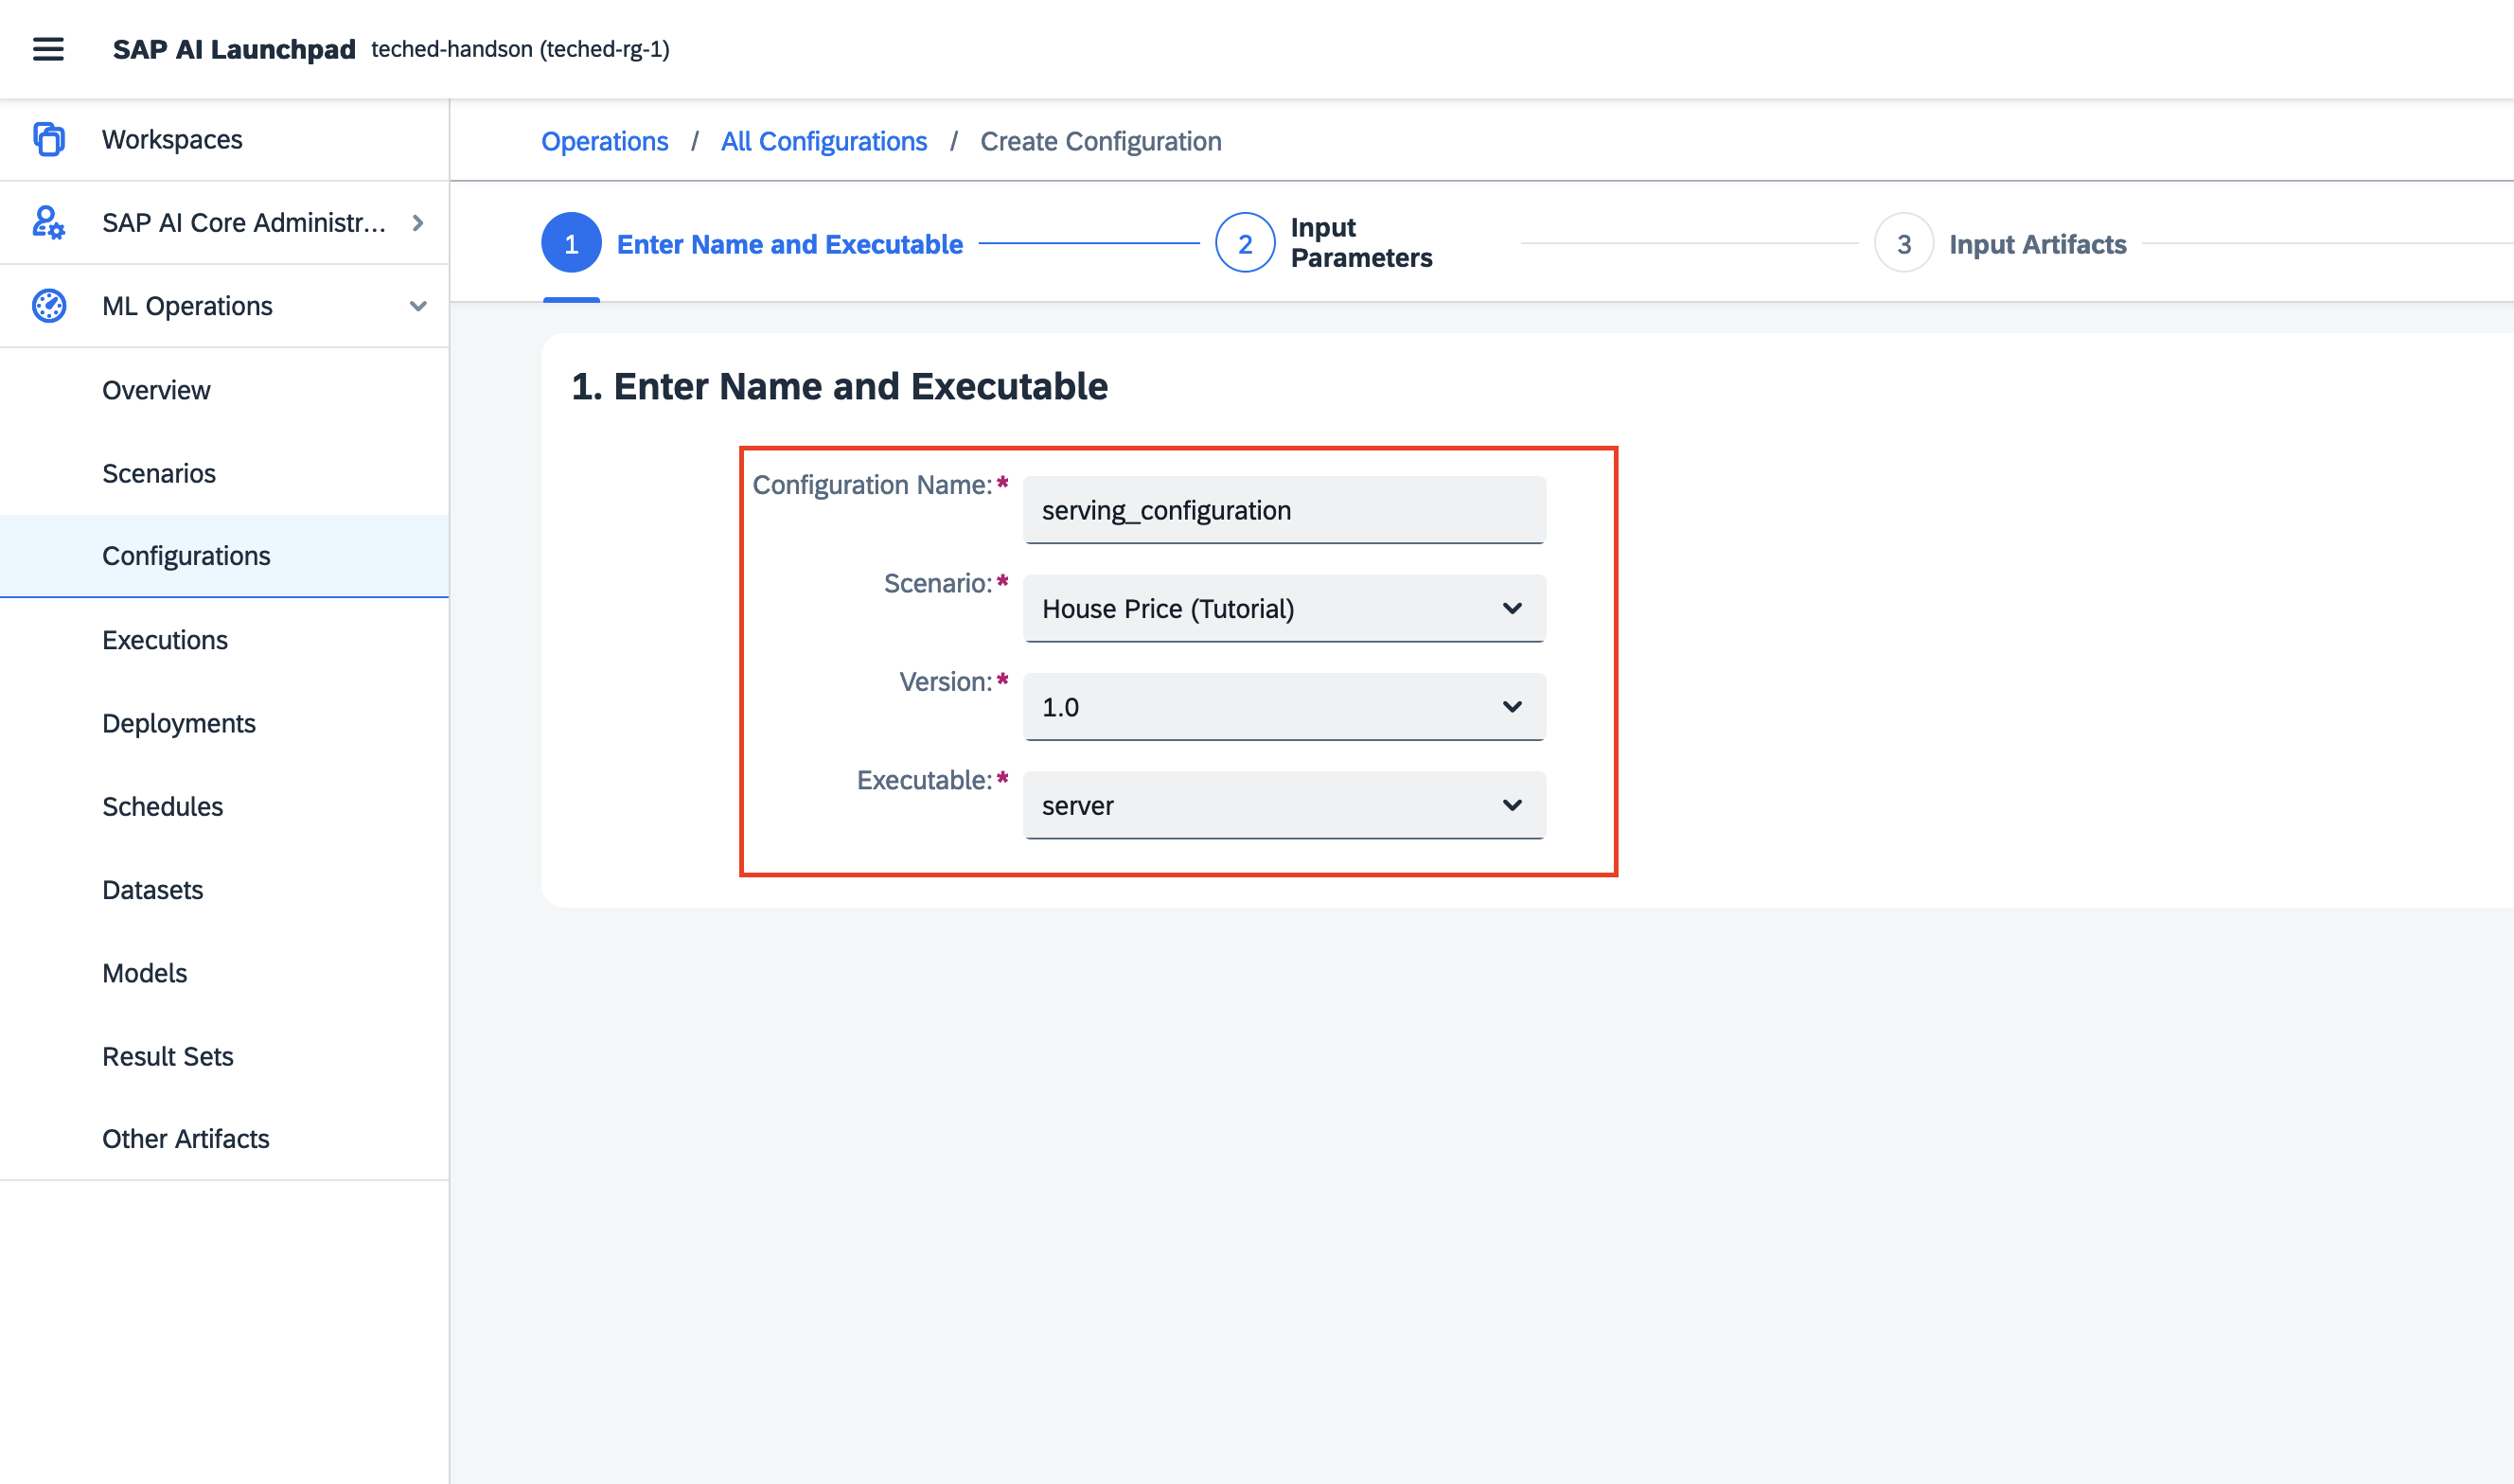 SAP AI Launchpad teched-handson (teched-rg-1)
Workspaces
SAP AI Core Administr...
ML Operations
Overview
Scenarios
Configurations
Executions
Deployments
Schedules
Datasets
Models
Result Sets
Other Artifacts
Operations / All Configurations / Create Configuration
1 Enter Name and Executable
2 Input
Parameters
3 Input Artifacts
1. Enter Name and Executable
Configuration Name:* serving_configuration
Scenario:* House Price (Tutorial)
Version:* 1.0
Executable:* server